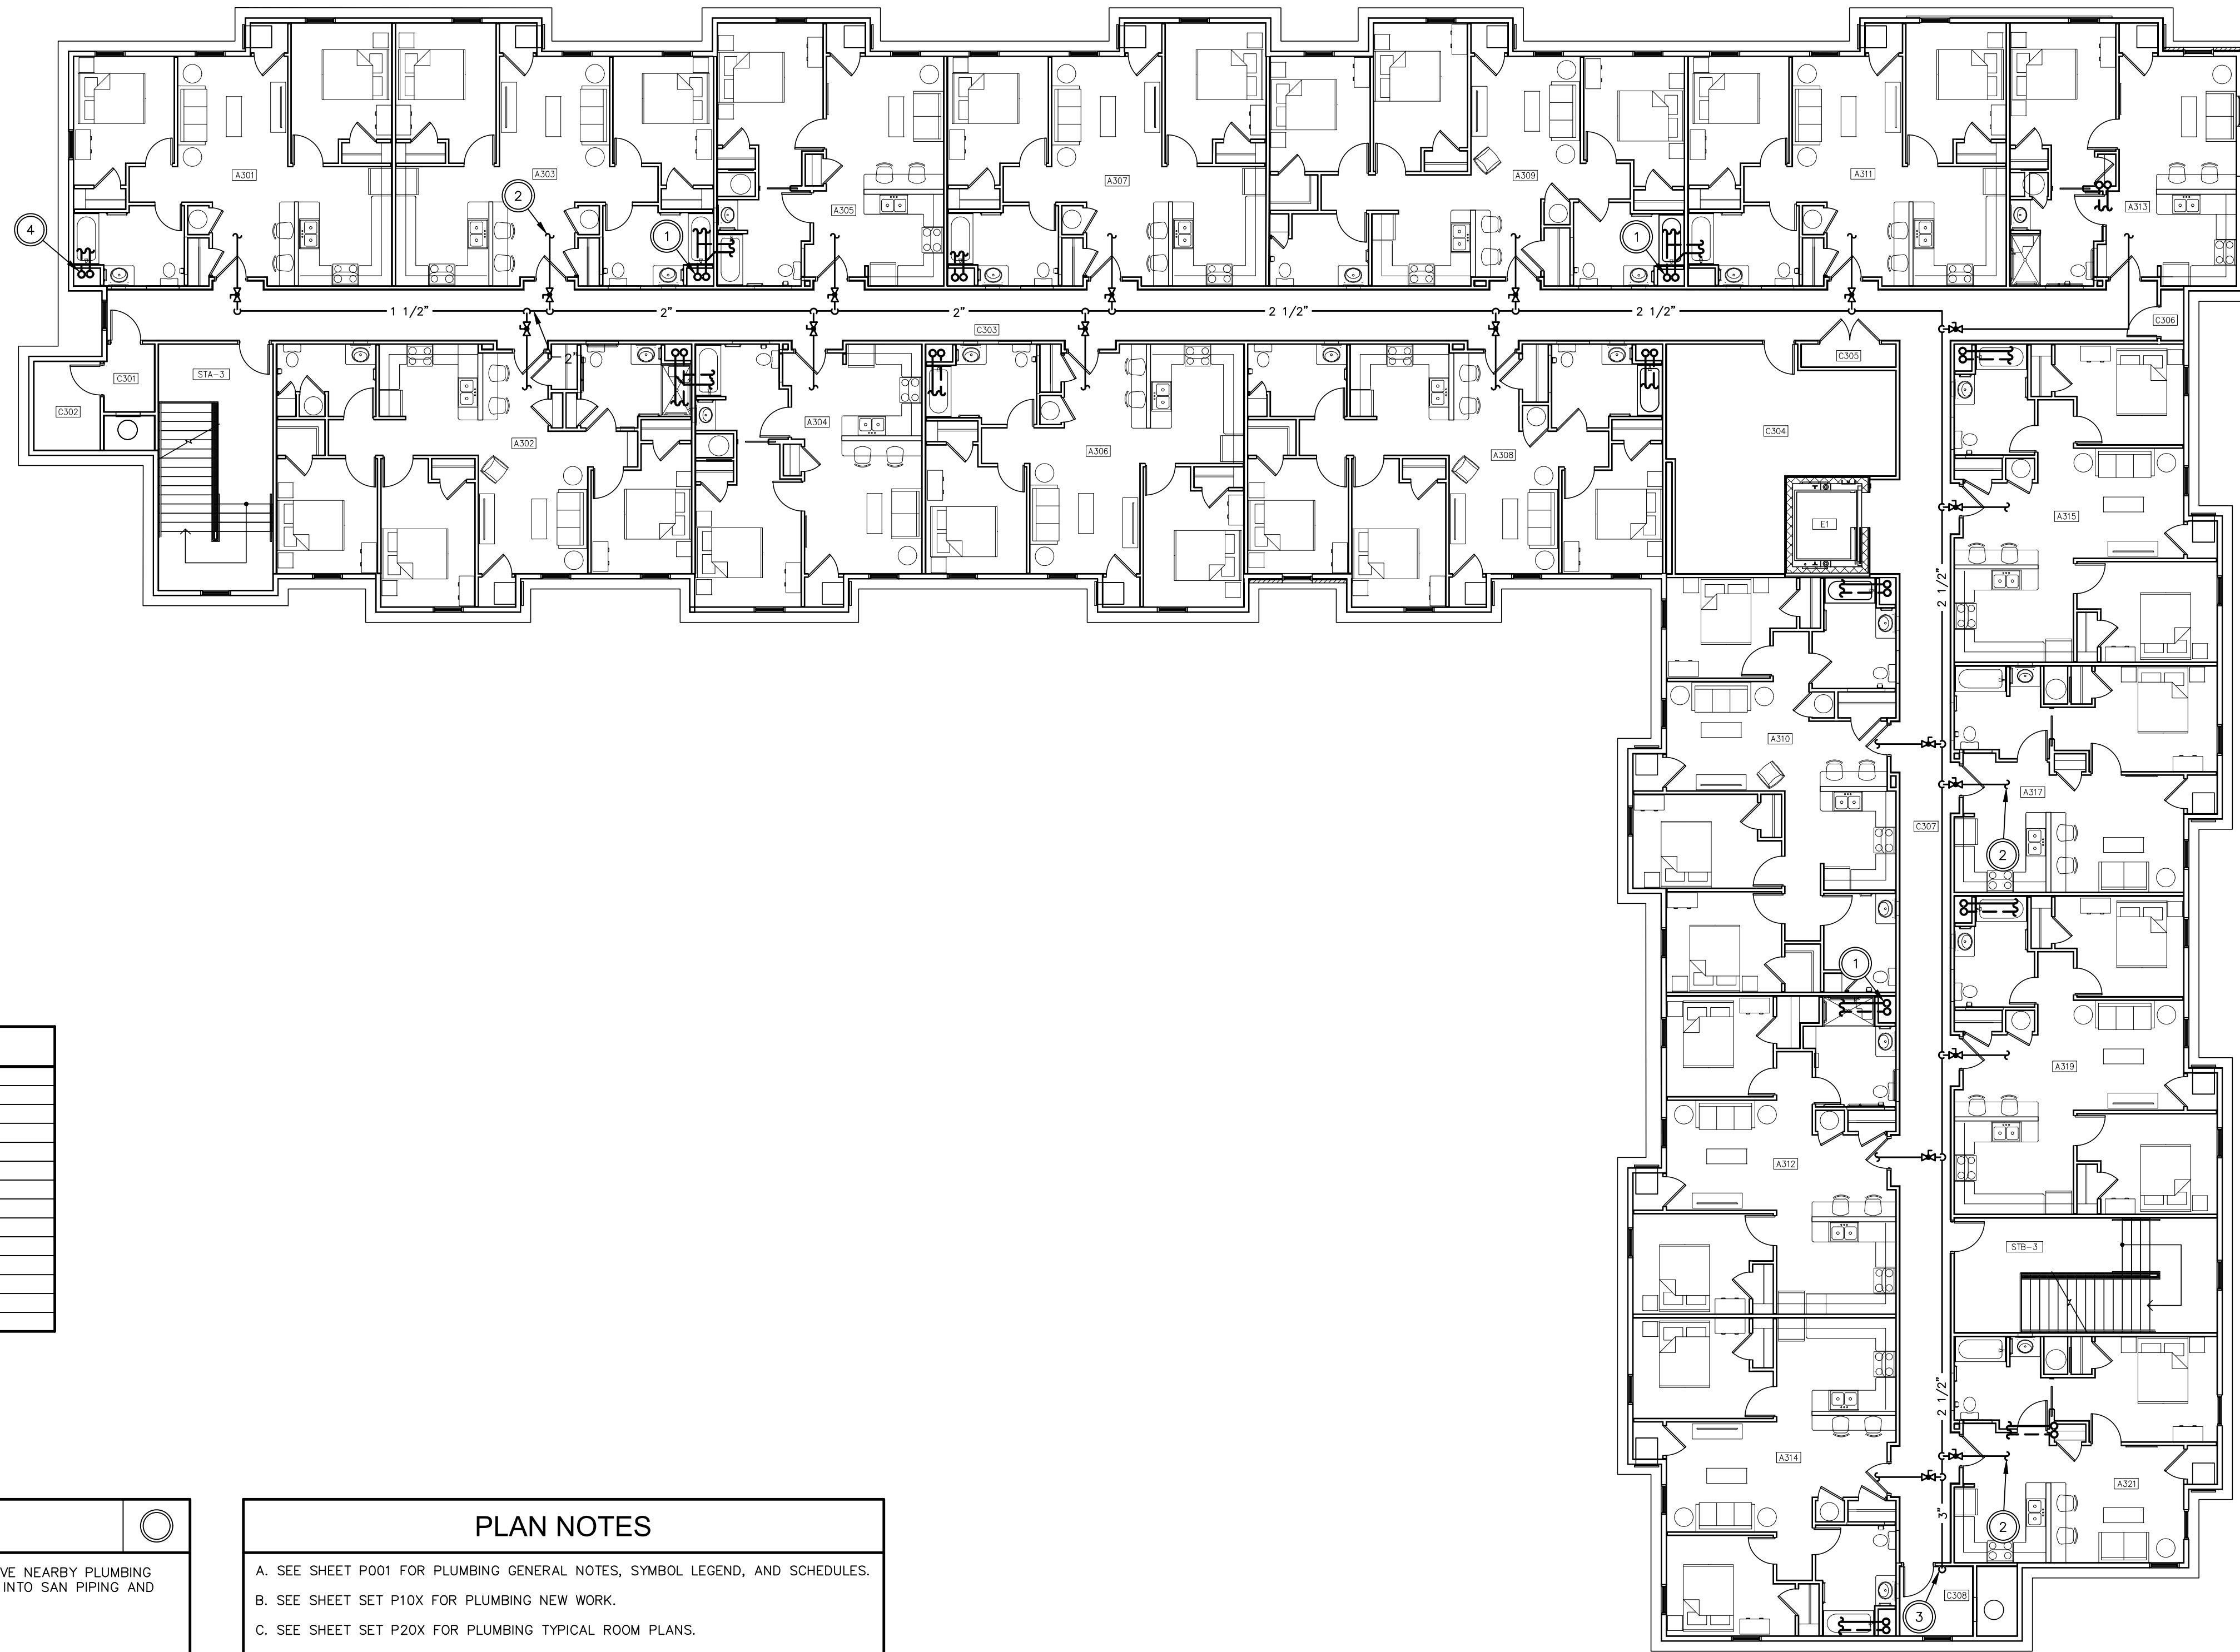 A301
A303
A305
A307
A309
A311
A313
4
2
1
1
1 1/2"
2"
2"
2 1/2"
2 1/2"
C303
2"
C306
C305
C301
C302
STA-3
A302
A304
A306
A308
C304
E1
A315
2 1/2"
A310
A317
C307
2
1
A319
A312
STB-3
2 1/2"
A314
A321
2
3"
C308
3
PLAN NOTES
A. SEE SHEET P001 FOR PLUMBING GENERAL NOTES, SYMBOL LEGEND, AND SCHEDULES.
B. SEE SHEET SET P10X FOR PLUMBING NEW WORK.
C. SEE SHEET SET P20X FOR PLUMBING TYPICAL ROOM PLANS.
VE NEARBY PLUMBING
INTO SAN PIPING AND